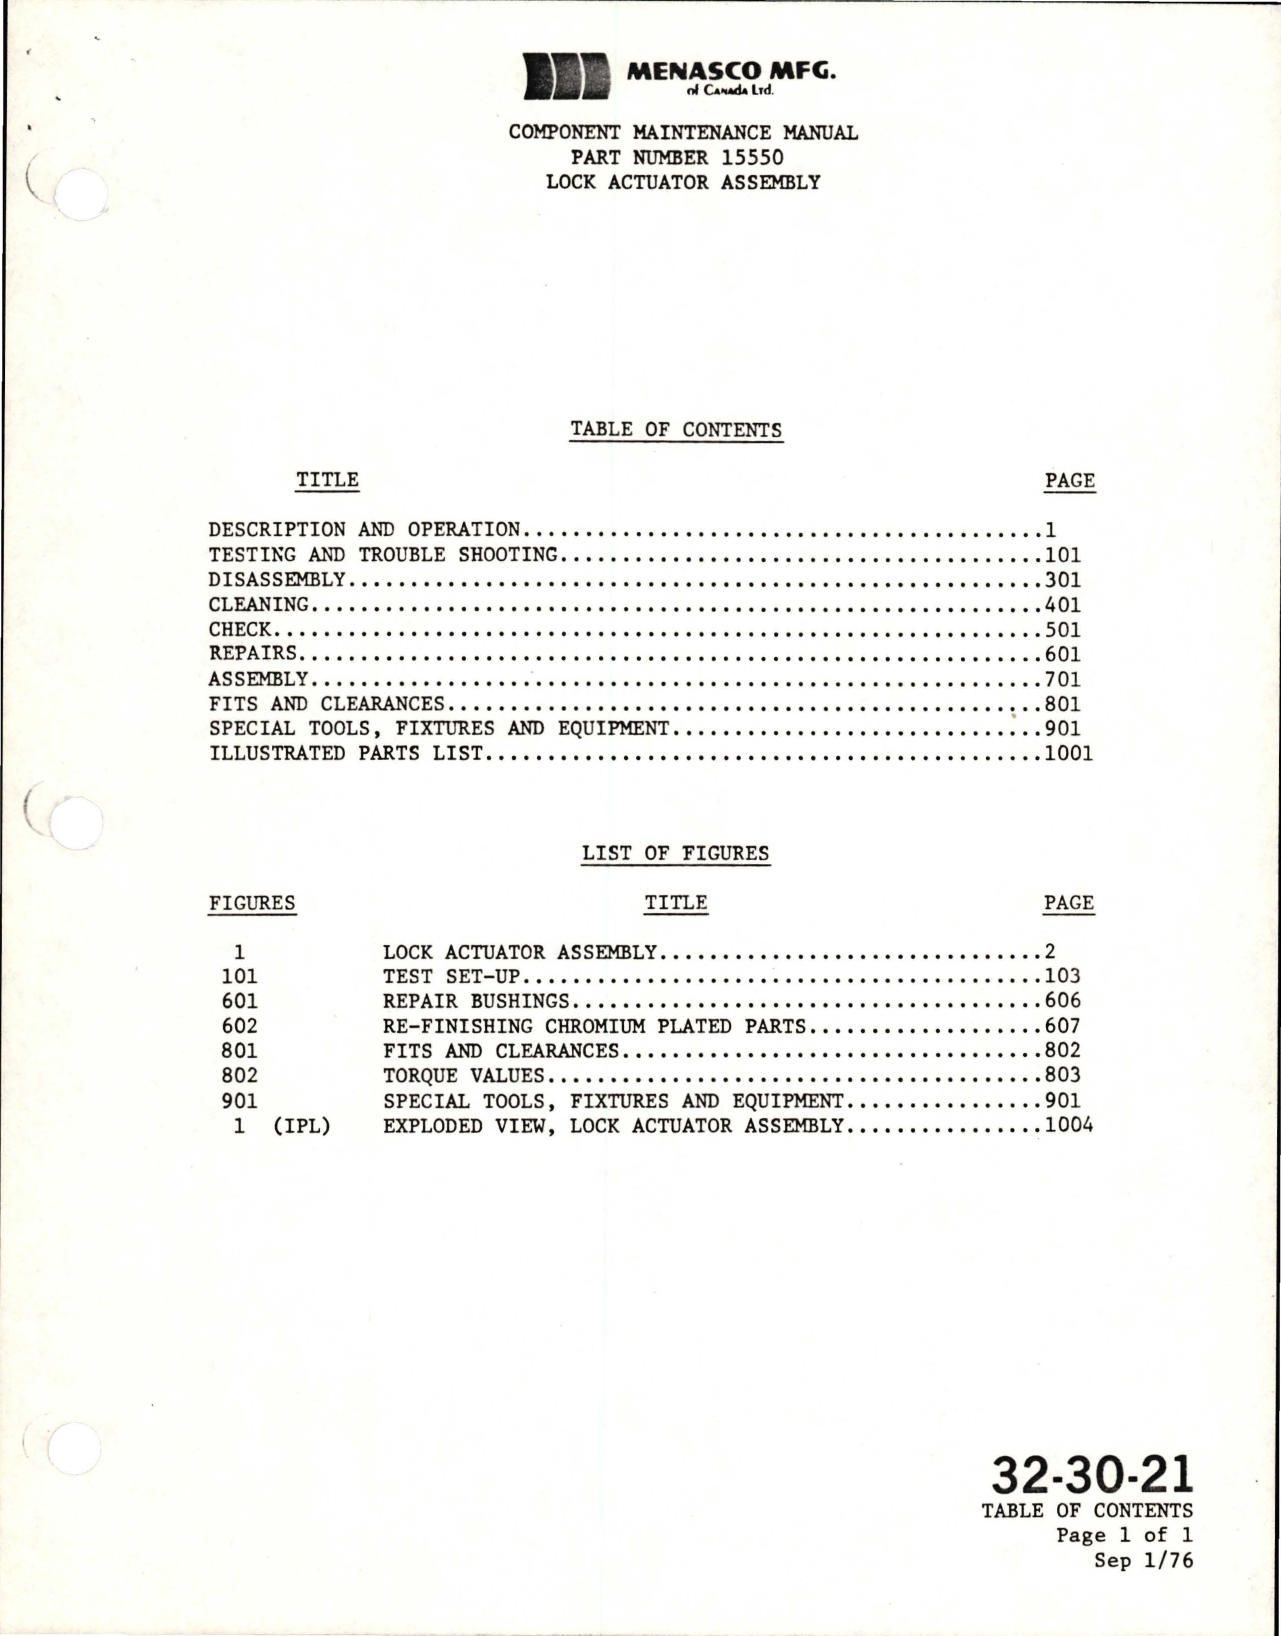 MENASCO MFG.
of Canada Ltd.
COMPONENT MAINTENANCE MANUAL
PART NUMBER 15550
LOCK ACTUATOR ASSEMBLY
TABLE OF CONTENTS
TITLE PAGE
DESCRIPTION AND OPERATION..........................................1
TESTING AND TROUBLE SHOOTING.......................................101
DISASSEMBLY........................................................301
CLEANING...........................................................401
CHECK..............................................................501
REPAIRS............................................................601
ASSEMBLY...........................................................701
FITS AND CLEARANCES................................................801
SPECIAL TOOLS, FIXTURES AND EQUIPMENT..............................901
ILLUSTRATED PARTS LIST.............................................1001
LIST OF FIGURES
FIGURES TITLE PAGE
1 LOCK ACTUATOR ASSEMBLY...............................2
101 TEST SET-UP..........................................103
601 REPAIR BUSHINGS......................................606
602 RE-FINISHING CHROMIUM PLATED PARTS...................607
801 FITS AND CLEARANCES..................................802
802 TORQUE VALUES........................................803
901 SPECIAL TOOLS, FIXTURES AND EQUIPMENT................901
1 (IPL) EXPLODED VIEW, LOCK ACTUATOR ASSEMBLY................1004
32-30-21
TABLE OF CONTENTS
Page 1 of 1
Sep 1/76